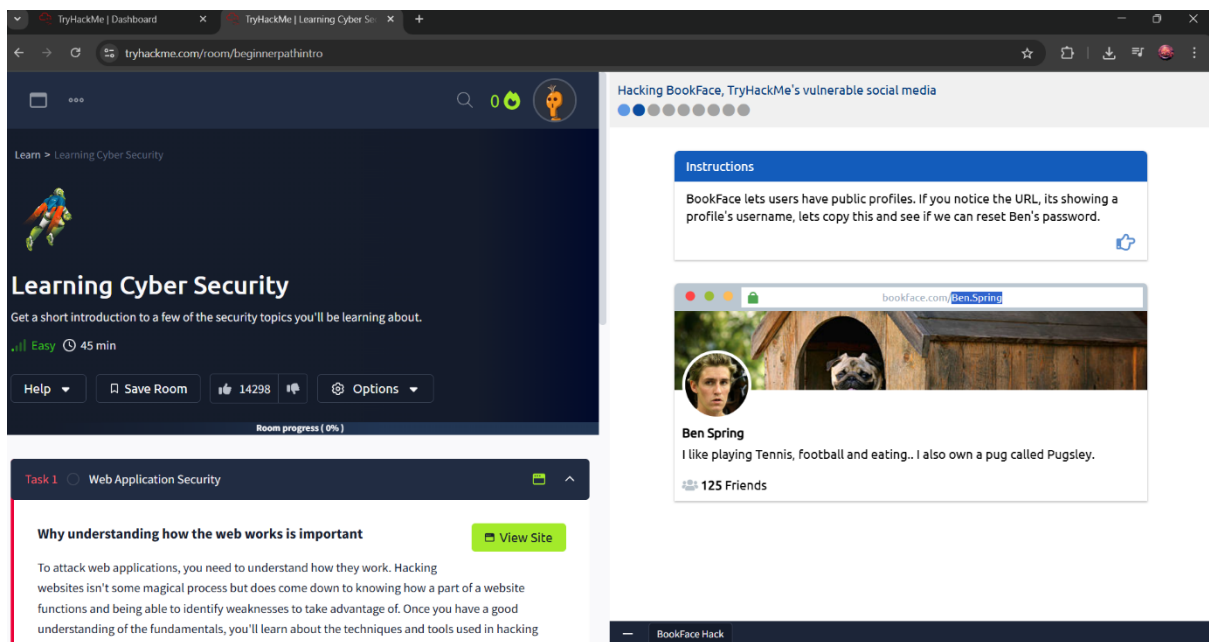 TryHackMe | Dashboard
TryHackMe | Learning Cyber Se
tryhackme.com/room/beginnerpathintro
0
Learn > Learning Cyber Security
Learning Cyber Security
Get a short introduction to a few of the security topics you'll be learning about.
Easy 45 min
Help Save Room 14298 Options
Room progress ( 0% )
Task 1 Web Application Security
Why understanding how the web works is important
View Site
To attack web applications, you need to understand how they work. Hacking
websites isn't some magical process but does come down to knowing how a part of a website
functions and being able to identify weaknesses to take advantage of. Once you have a good
understanding of the fundamentals, you'll learn about the techniques and tools used in hacking
Hacking BookFace, TryHackMe's vulnerable social media
Instructions
BookFace lets users have public profiles. If you notice the URL, its showing a
profile's username, lets copy this and see if we can reset Ben's password.
bookface.com/Ben.Spring
Ben Spring
I like playing Tennis, football and eating.. I also own a pug called Pugsley.
125 Friends
BookFace Hack